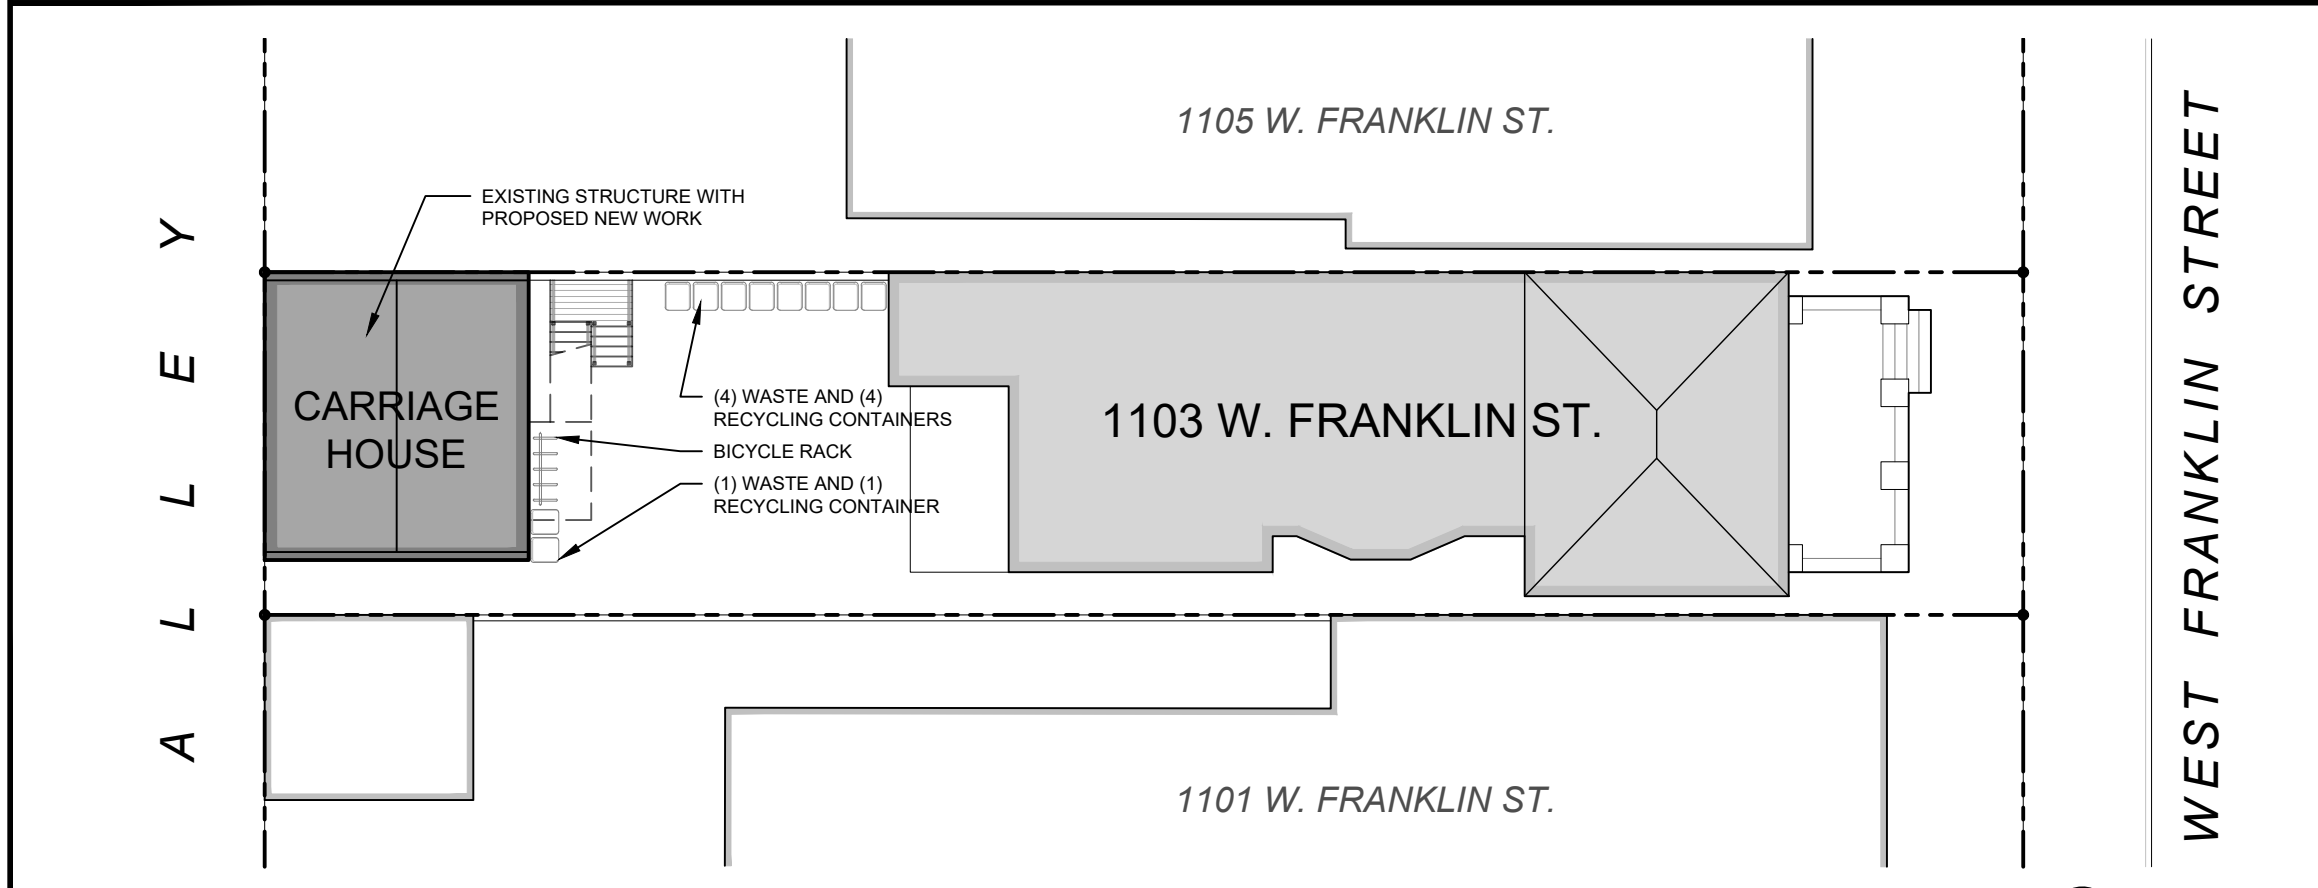 1105 W. FRANKLIN ST.
EXISTING STRUCTURE WITH
PROPOSED NEW WORK
CARRIAGE
HOUSE
(4) WASTE AND (4)
RECYCLING CONTAINERS
BICYCLE RACK
(1) WASTE AND (1)
RECYCLING CONTAINER
1103 W. FRANKLIN ST.
1101 W. FRANKLIN ST.
ALLLEY
WEST FRANKLIN STREET